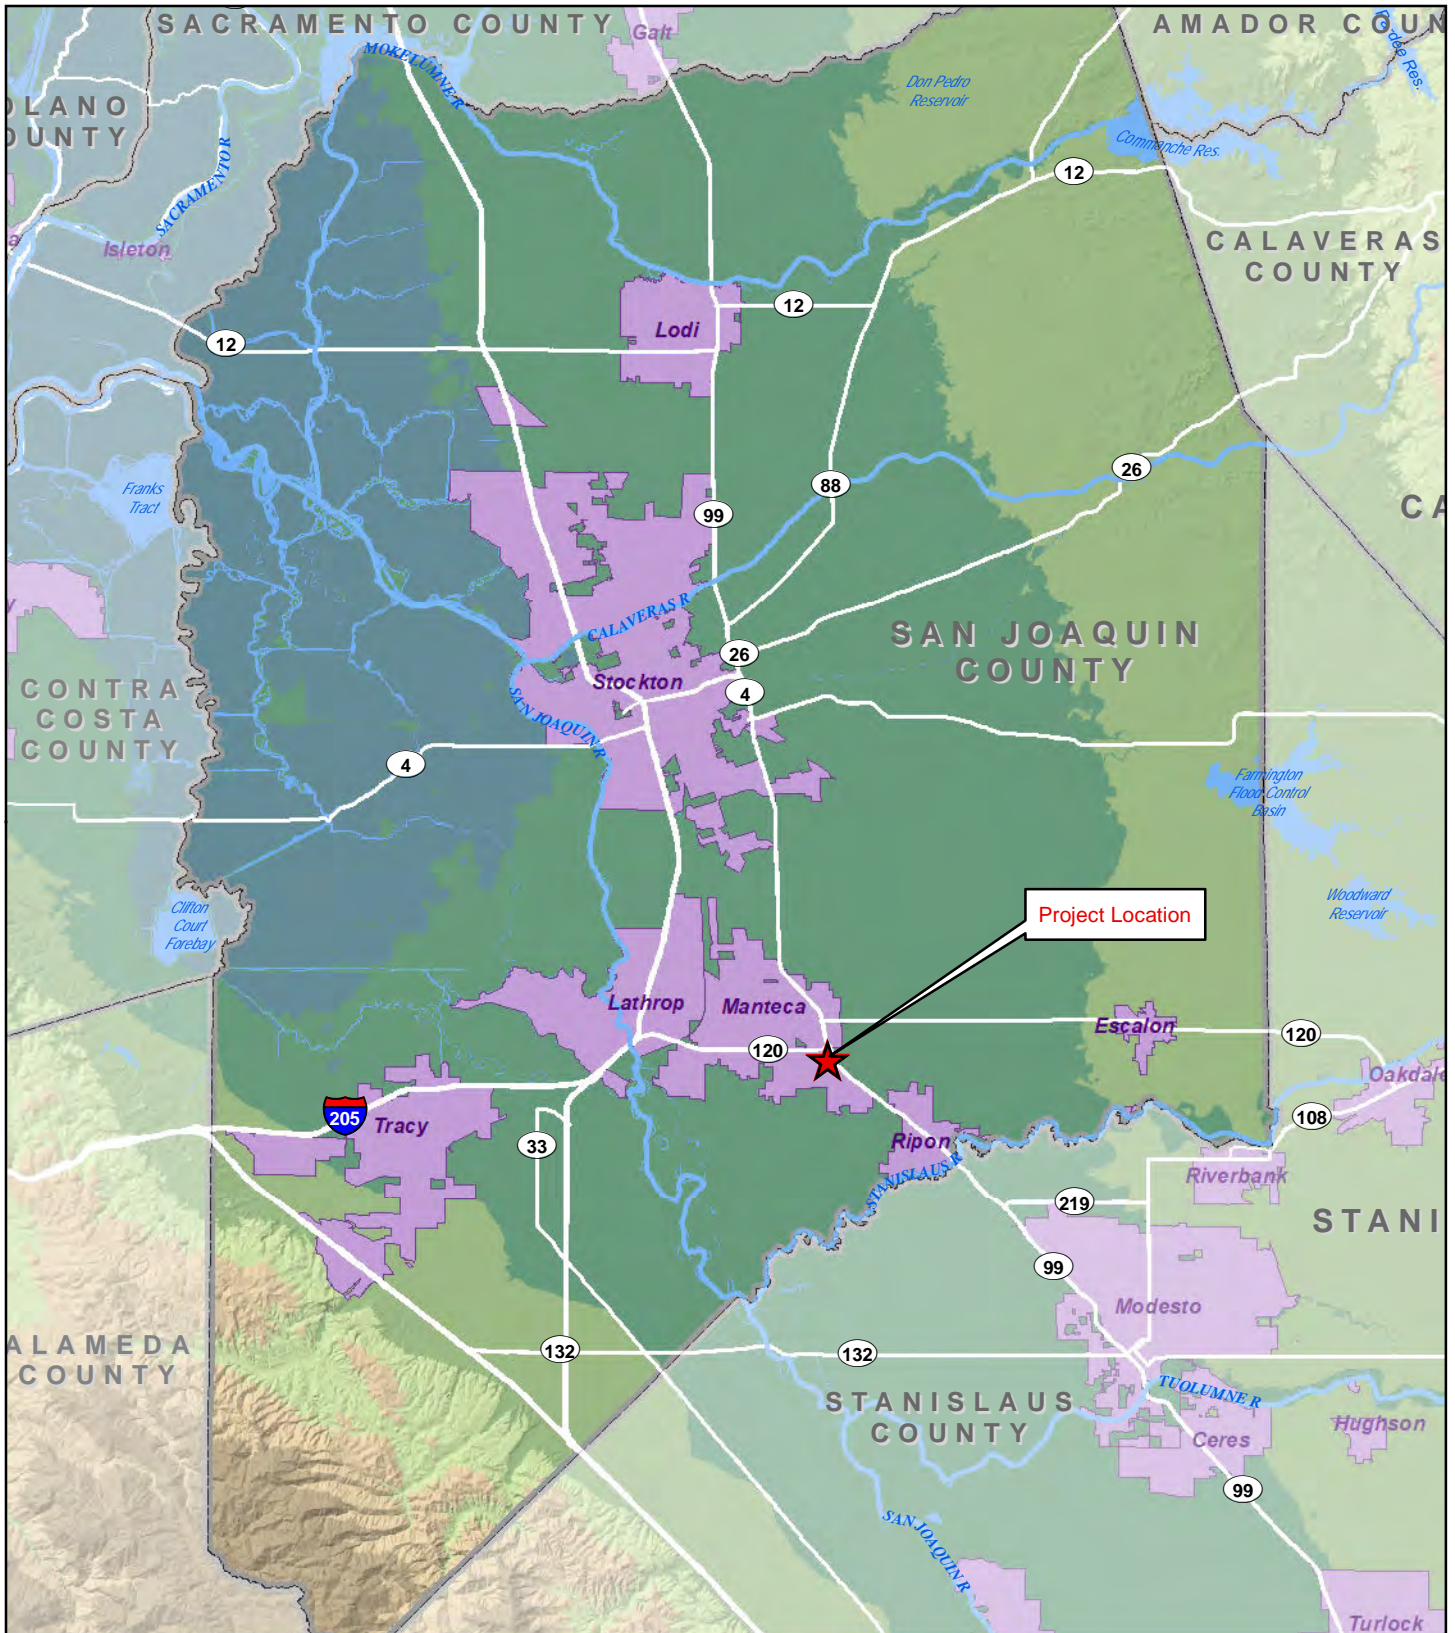 SACRAMENTO COUNTY
Galt
AMADOR COUN
MOKELUMNE R
Don Pedro
Reservoir
dee Res.
OLANO
OUNTY
SACRAMENTO R
Commanche Res.
12
Isleton
CALAVERAS
COUNTY
12
Lodi
12
26
88
Franks
Tract
99
CA
CALAVERAS R
SAN JOAQUIN
COUNTY
26
Stockton
4
CONTRA
COSTA
COUNTY
SAN JOAQUIN R
4
Farmington
Flood Control
Basin
Clifton
Court
Forebay
Woodward
Reservoir
Project Location
Lathrop
Manteca
Escalon
120
120
Oakdale
205
Tracy
33
108
Ripon
STANISLAUS R
Riverbank
219
STANI
99
Modesto
ALAMEDA
COUNTY
132
132
TUOLUMNE R
STANISLAUS
COUNTY
Hughson
Ceres
99
SAN JOAQUIN R
Turlock